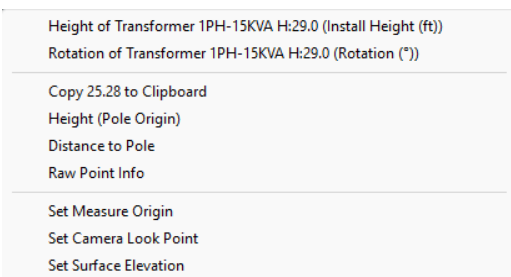 Height of Transformer 1PH-15KVA H:29.0 (Install Height (ft))
Rotation of Transformer 1PH-15KVA H:29.0 (Rotation (°))
Copy 25.28 to Clipboard
Height (Pole Origin)
Distance to Pole
Raw Point Info
Set Measure Origin
Set Camera Look Point
Set Surface Elevation